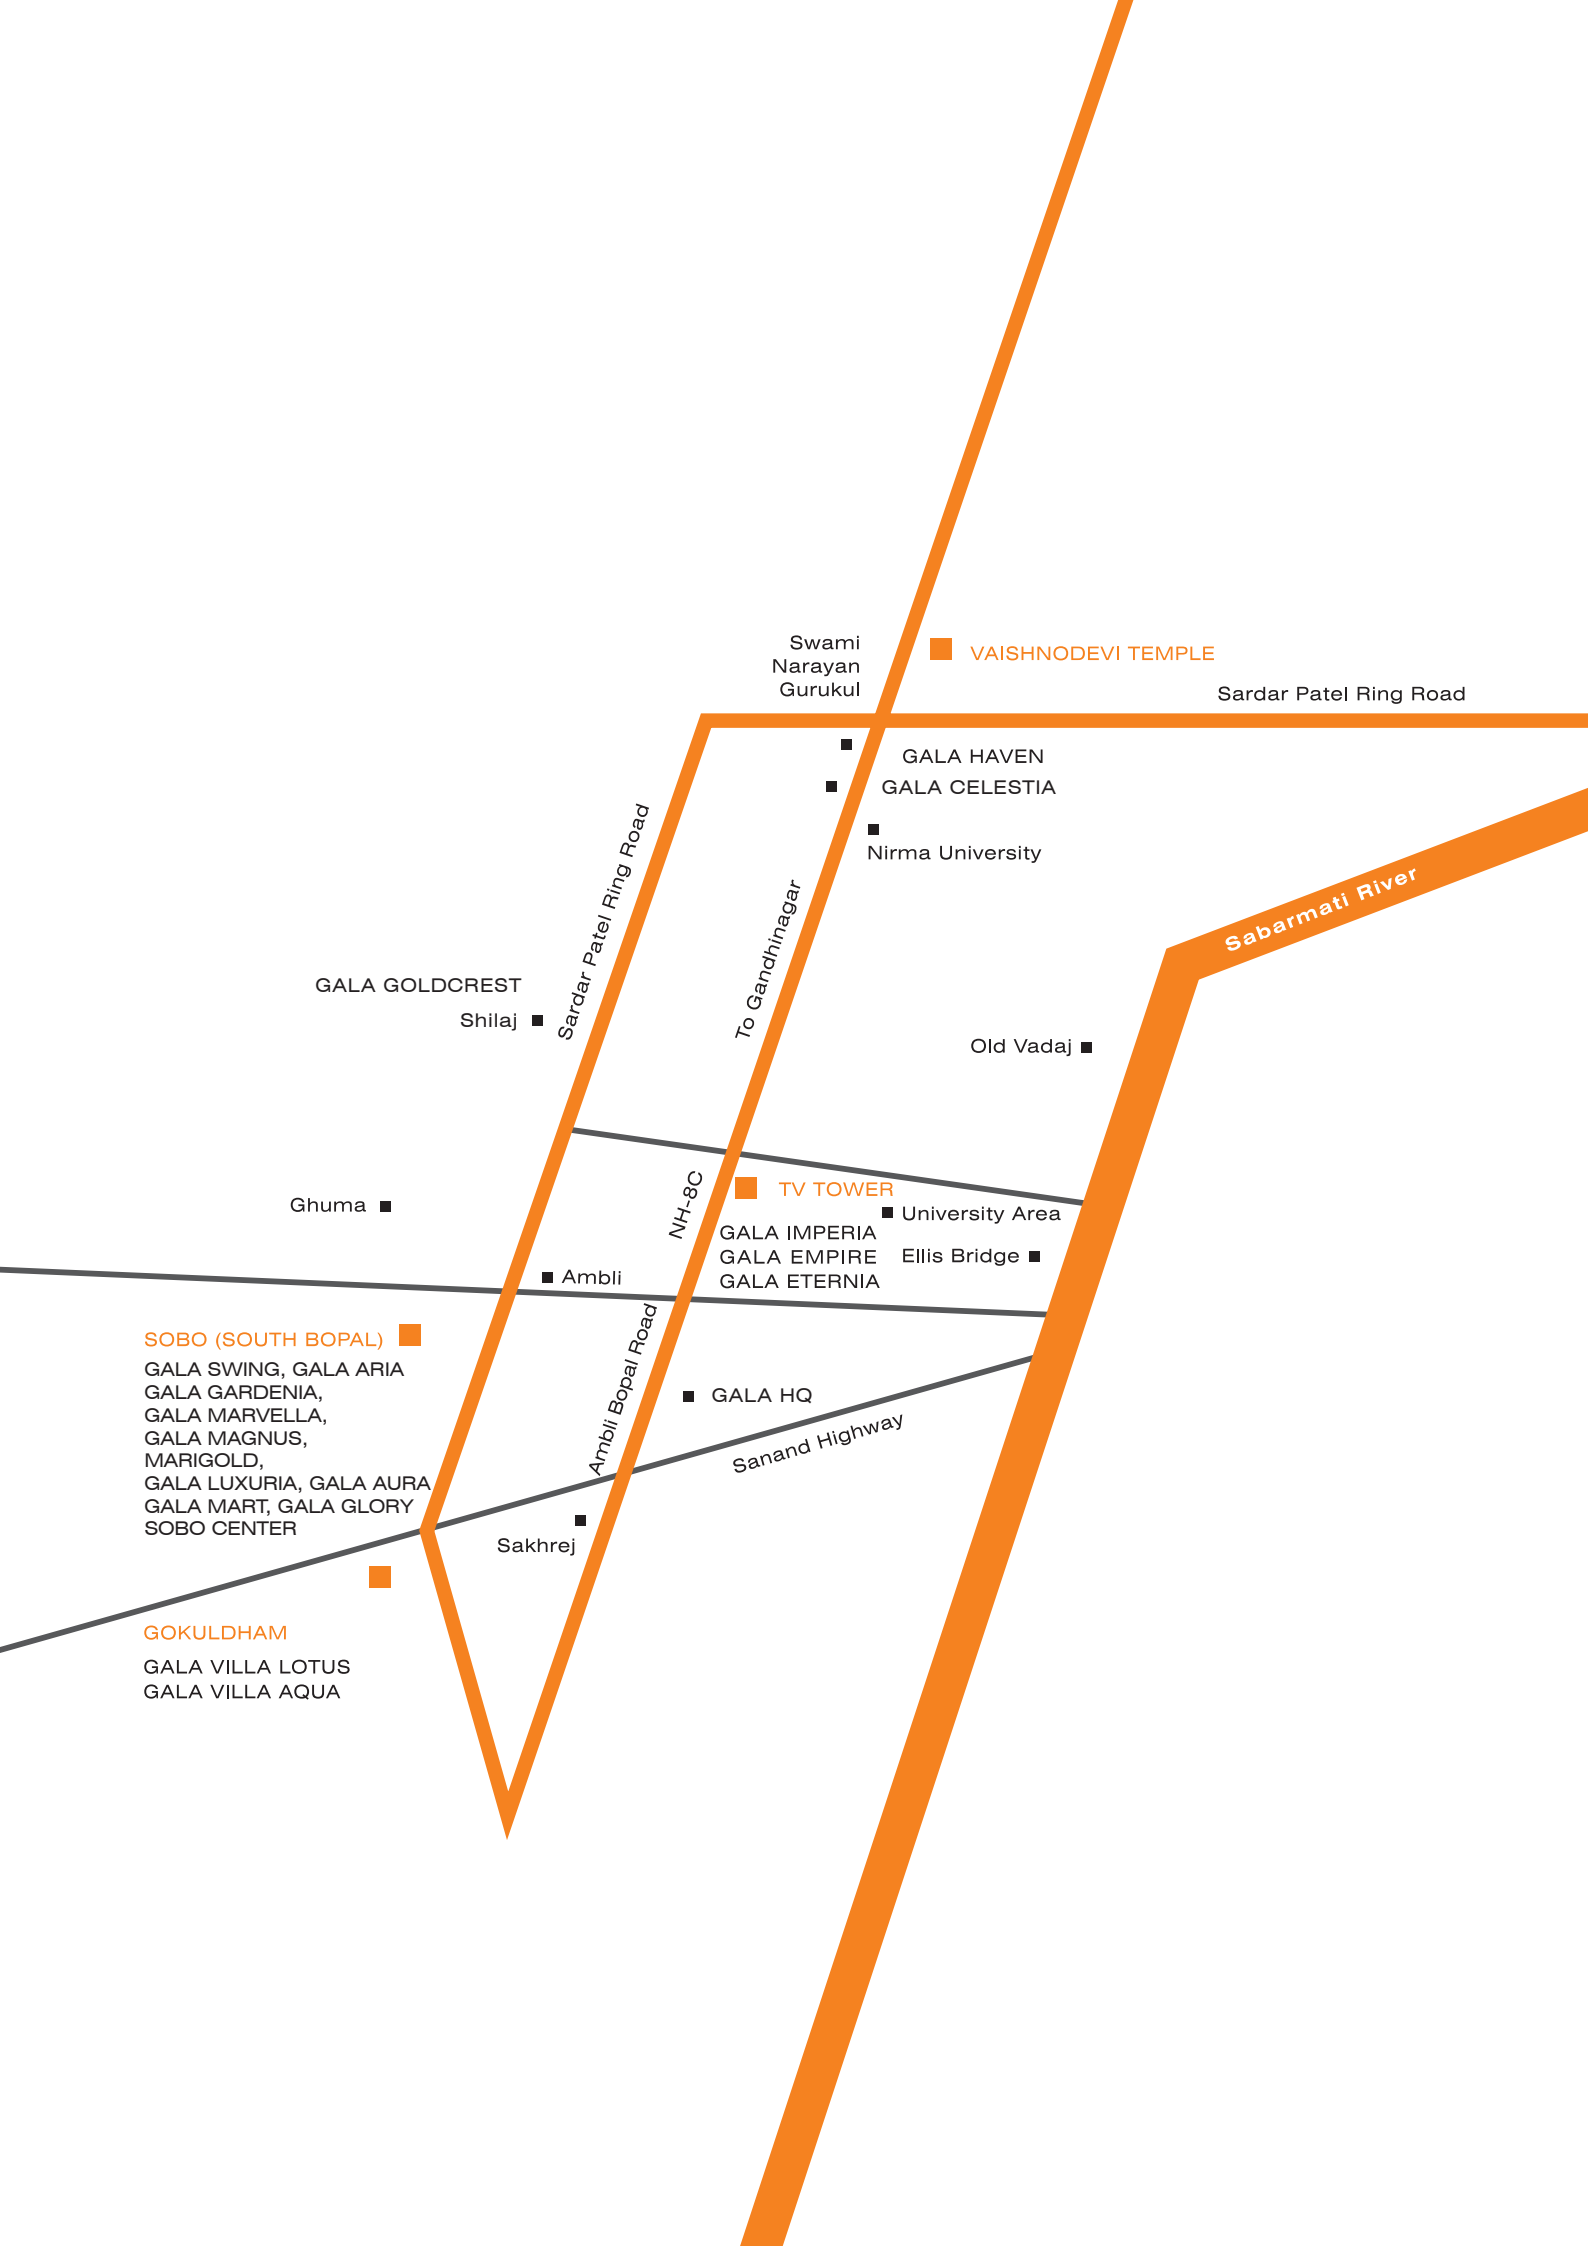 Swami
Narayan
Gurukul
VAISHNODEVI TEMPLE
Sardar Patel Ring Road
GALA HAVEN
GALA CELESTIA
Nirma University
Sardar Patel Ring Road
To Gandhinagar
Sabarmati River
GALA GOLDCREST
Shilaj
Old Vadaj
NH-8C
TV TOWER
Ghuma
University Area
GALA IMPERIA
GALA EMPIRE
GALA ETERNIA
Ellis Bridge
Ambli
Ambli Bopal Road
SOBO (SOUTH BOPAL)
GALA SWING, GALA ARIA
GALA GARDENIA,
GALA MARVELLA,
GALA MAGNUS,
MARIGOLD,
GALA LUXURIA, GALA AURA
GALA MART, GALA GLORY
SOBO CENTER
GALA HQ
Sanand Highway
Sakhrej
GOKULDHAM
GALA VILLA LOTUS
GALA VILLA AQUA